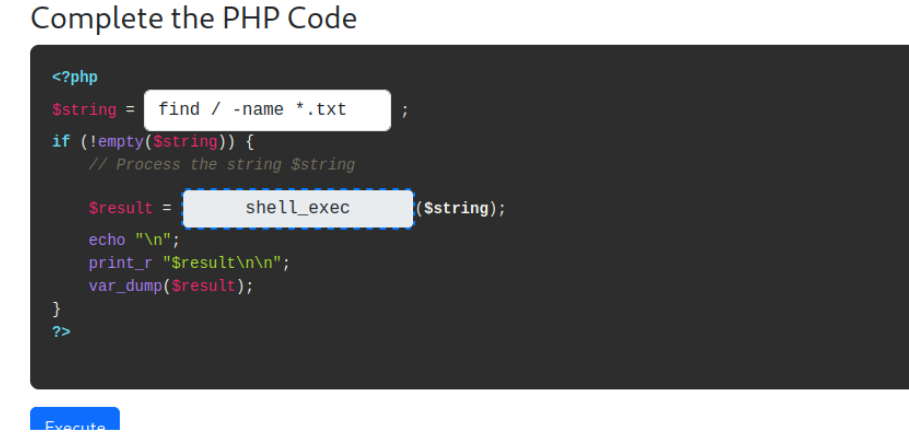 Complete the PHP Code
<?php
$string = find / -name *.txt ;
if (!empty($string)) {
// Process the string $string
$result = shell_exec ($string);
echo "\n";
print_r "$result\n\n";
var_dump($result);
}
?>
Execute